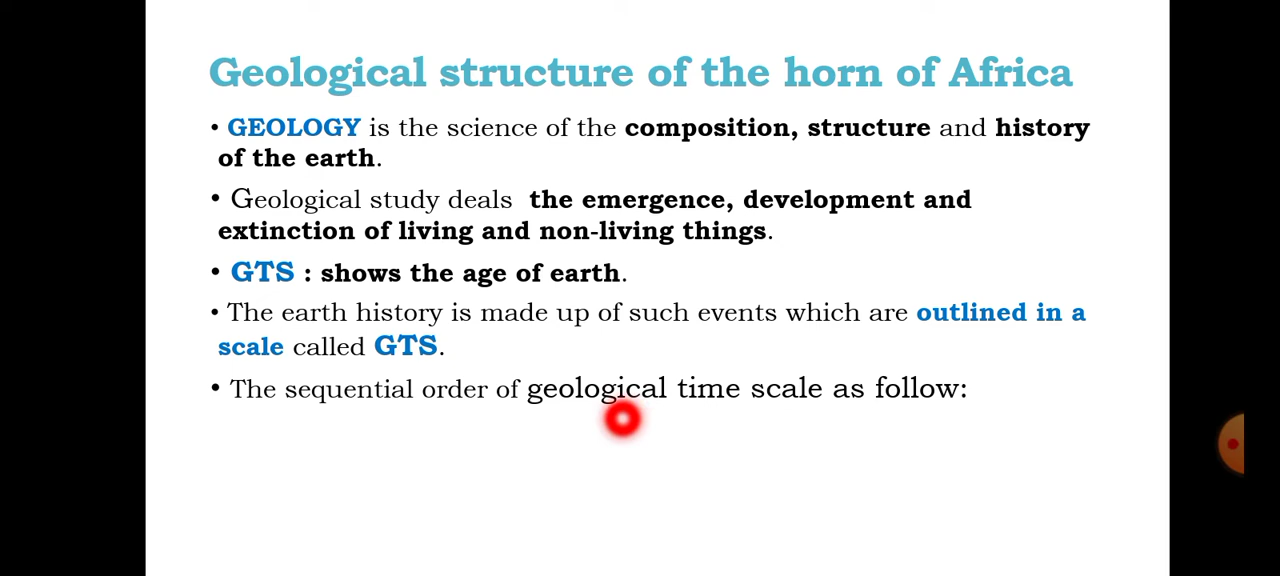 Geological structure of the horn of Africa
• GEOLOGY is the science of the composition, structure and history
of the earth.
• Geological study deals the emergence, development and
extinction of living and non-living things.
• GTS : shows the age of earth.
• The earth history is made up of such events which are outlined in a
scale called GTS.
• The sequential order of geological time scale as follow: